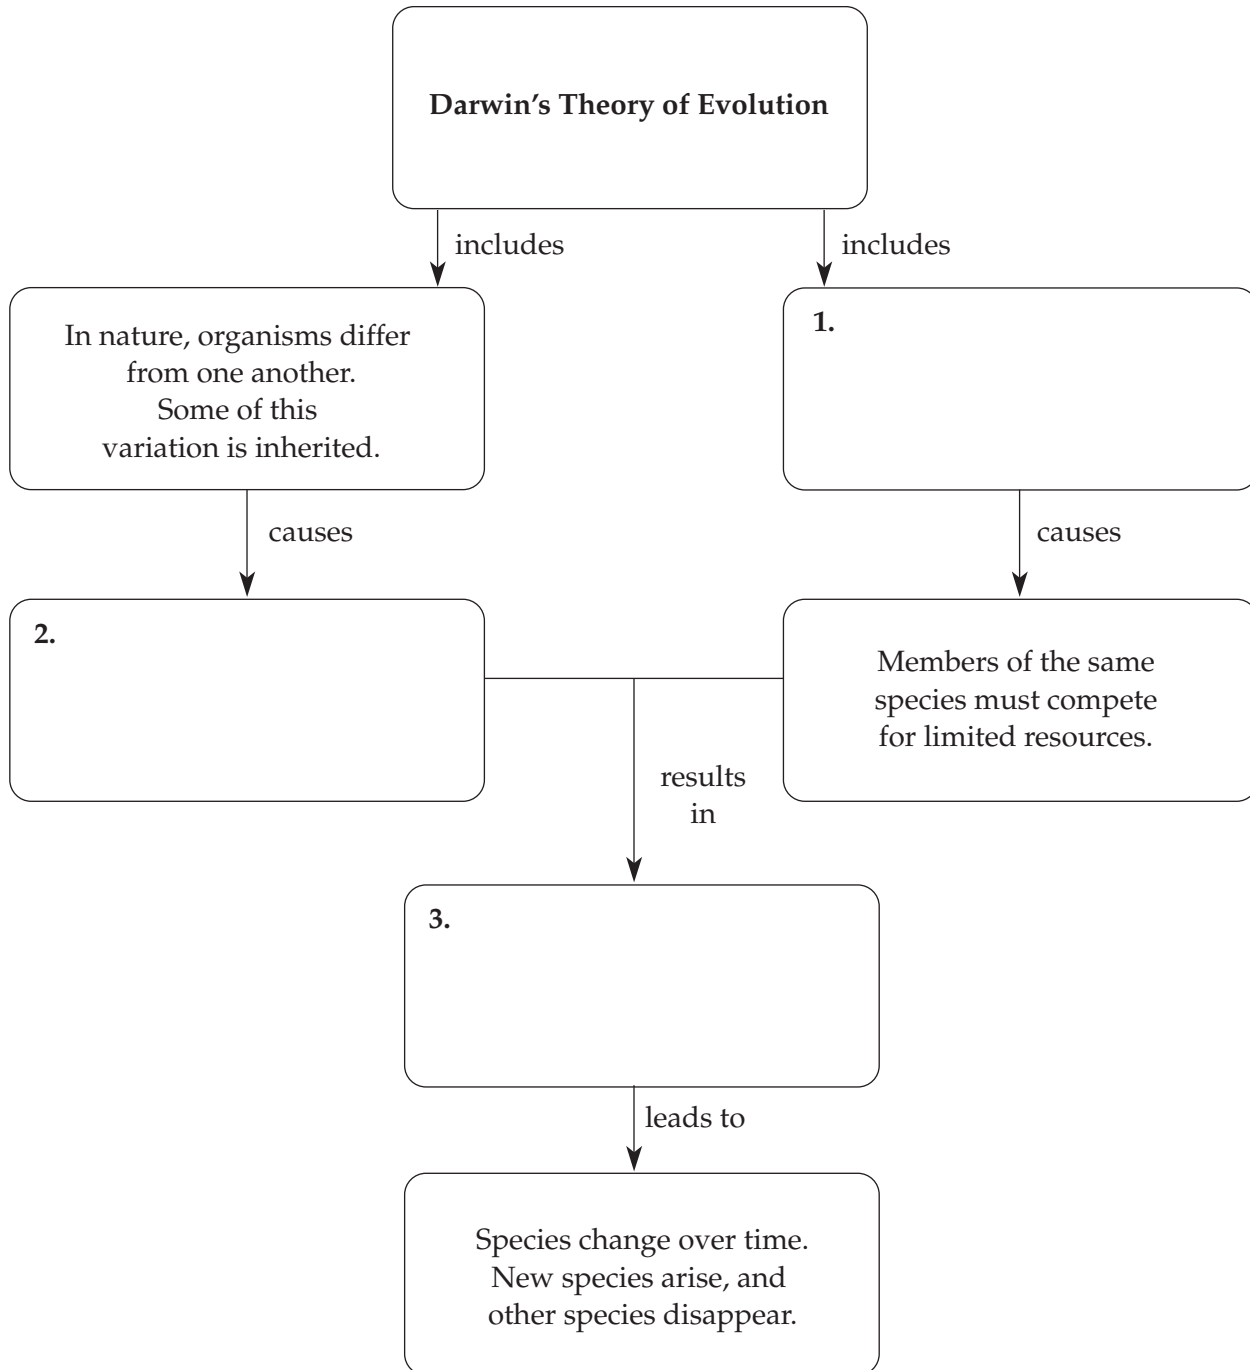 Darwin's Theory of Evolution
includes
includes
In nature, organisms differ
from one another.
Some of this
variation is inherited.
1.
causes
causes
2.
Members of the same
species must compete
for limited resources.
results
in
3.
leads to
Species change over time.
New species arise, and
other species disappear.